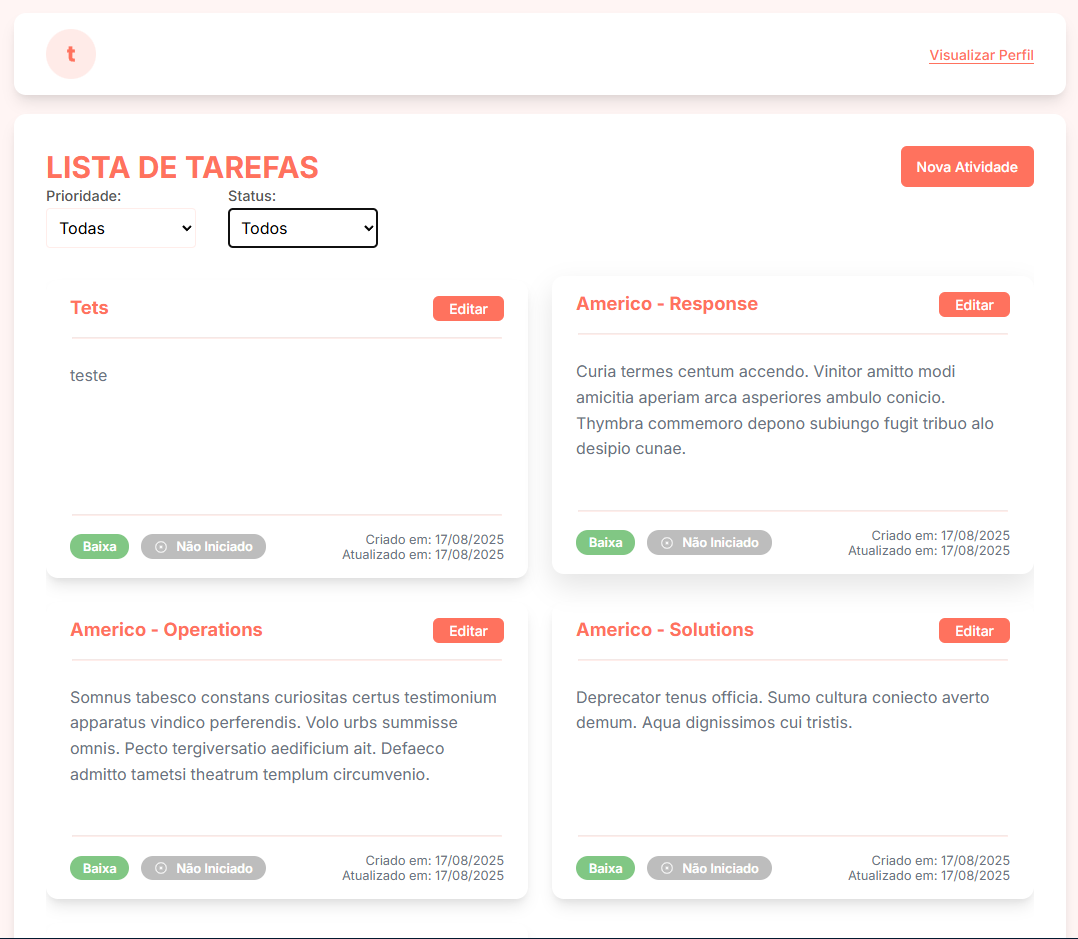 t
Visualizar Perfil
LISTA DE TAREFAS
Nova Atividade
Prioridade:
Status:
Todas
Todos
Tets
Editar
teste
Baixa
Não Iniciado
Criado em: 17/08/2025
Atualizado em: 17/08/2025
Americo - Response
Editar
Curia termes centum accendo. Vinitor amitto modi
amicitia aperiam arca asperiores ambulo conicio.
Thymbra commemoro depono subiungo fugit tribuo alo
desipio cunae.
Baixa
Não Iniciado
Criado em: 17/08/2025
Atualizado em: 17/08/2025
Americo - Operations
Editar
Somnus tabesco constans curiositas certus testimonium
apparatus vindico perferendis. Volo urbs summisse
omnis. Pecto tergiversatio aedificium ait. Defaeco
admitto tametsi theatrum templum circumvenio.
Baixa
Não Iniciado
Criado em: 17/08/2025
Atualizado em: 17/08/2025
Americo - Solutions
Editar
Deprecator tenus officia. Sumo cultura coniecto averto
demum. Aqua dignissimos cui tristis.
Baixa
Não Iniciado
Criado em: 17/08/2025
Atualizado em: 17/08/2025